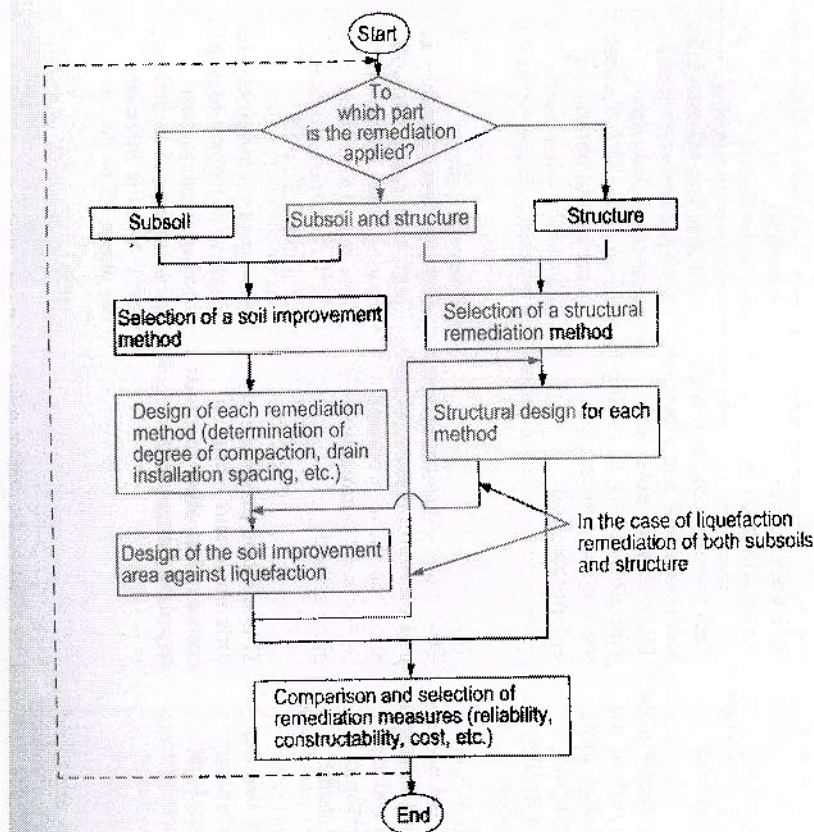 Start
To
which part
is the remediation
applied?
Subsoil
Subsoil and structure
Structure
Selection of a soil improvement
method
Selection of a structural
remediation method
Design of each remediation
method (determination of
degree of compaction, drain
installation spacing, etc.)
Structural design for each
method
In the case of liquefaction
remediation of both subsoils
and structure
Design of the soil improvement
area against liquefaction
Comparison and selection of
remediation measures (reliability,
constructability, cost, etc.)
End